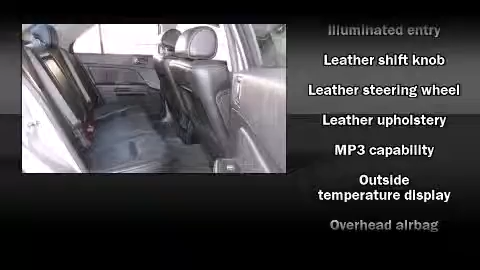 Illuminated entry
Leather shift knob
Leather steering wheel
Leather upholstery
MP3 capability
Outside
temperature display
Overhead airbag